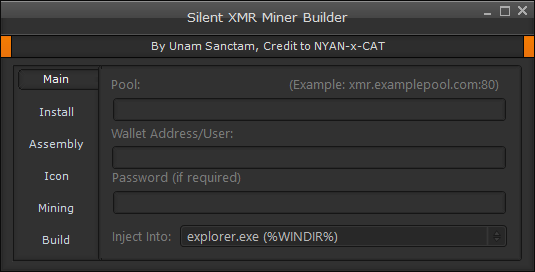 Silent XMR Miner Builder
By Unam Sanctam, Credit to NYAN-x-CAT
Main
Install
Assembly
Icon
Mining
Build
Pool: (Example: xmr.examplepool.com:80)
Wallet Address/User:
Password (if required)
Inject Into: explorer.exe (%WINDIR%)